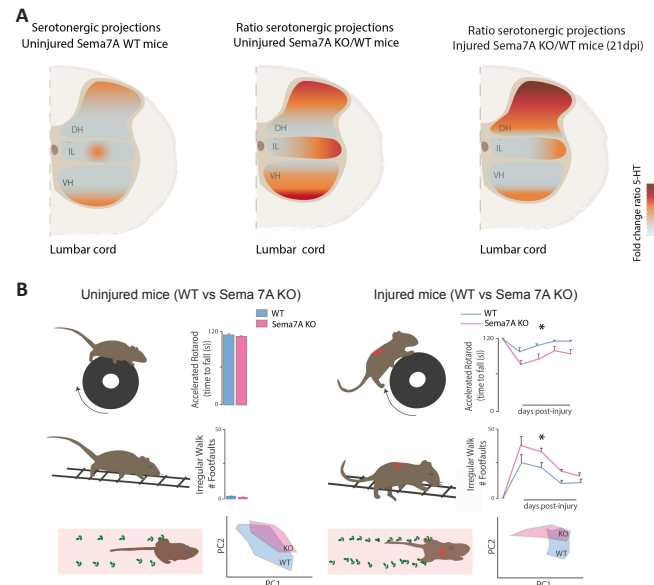 A
Serotonergic projections
Uninjured Sema7A WT mice
Ratio serotonergic projections
Uninjured Sema7A KO/WT mice
Ratio serotonergic projections
Injured Sema7A KO/WT mice (21dpi)
DH
IL
VH
Lumbar cord
DH
IL
VH
Lumbar cord
DH
IL
VH
Lumbar cord
Fold change ratio 5-HT
B
Uninjured mice (WT vs Sema 7A KO)
Injured mice (WT vs Sema 7A KO)
WT
Sema7A KO
Accelerated Rotarod
(time to fall (s))
120
0
WT
Sema7A KO
*
Accelerated Rotarod
(time to fall (s))
120
0
days post-injury
Irregular Walk
# Footfaults
50
0
Irregular Walk
# Footfaults
50
0
*
days post-injury
PC2
KO
WT
PC1
PC2
KO
WT
PC1